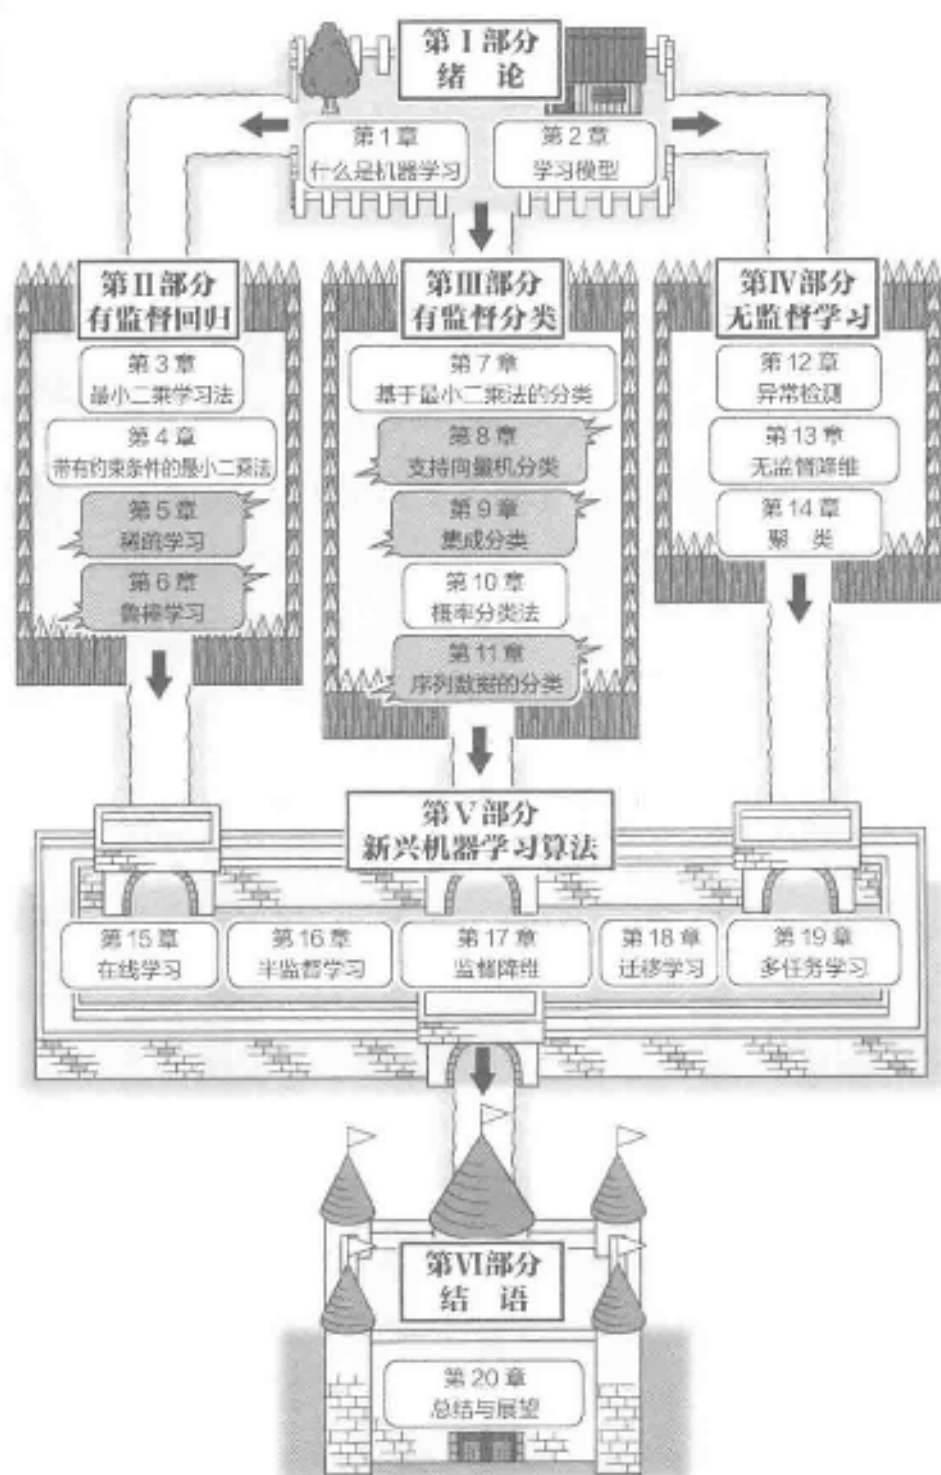 第Ⅰ部分
绪 论
第1章
什么是机器学习
第2章
学习模型
第Ⅱ部分
有监督回归
第3章
最小二乘学习法
第4章
带有约束条件的最小二乘法
第5章
稀疏学习
第6章
鲁棒学习
第Ⅲ部分
有监督分类
第7章
基于最小二乘法的分类
第8章
支持向量机分类
第9章
集成分类
第10章
概率分类法
第11章
序列数据的分类
第Ⅳ部分
无监督学习
第12章
异常检测
第13章
无监督降维
第14章
聚 类
第Ⅴ部分
新兴机器学习算法
第15章
在线学习
第16章
半监督学习
第17章
监督降维
第18章
迁移学习
第19章
多任务学习
第Ⅵ部分
结 语
第20章
总结与展望